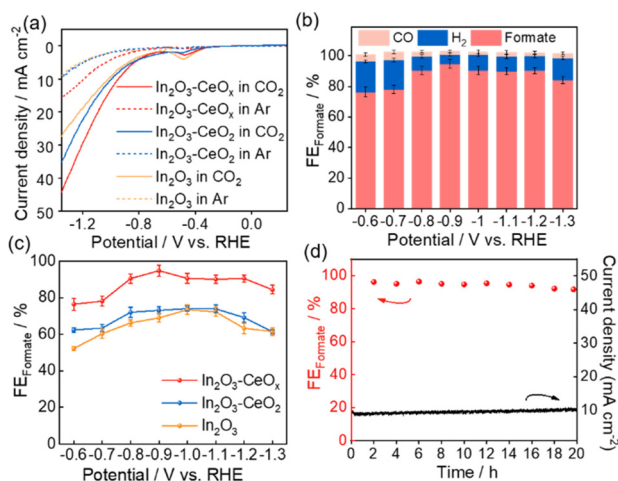 (a)
Current density / mA cm⁻²
0
10
20
30
40
50
In₂O₃-CeOₓ in CO₂
In₂O₃-CeOₓ in Ar
In₂O₃-CeO₂ in CO₂
In₂O₃-CeO₂ in Ar
In₂O₃ in CO₂
In₂O₃ in Ar
-1.2 -0.8 -0.4 0.0
Potential / V vs. RHE
(b)
CO H₂ Formate
FE_Formate / %
100
80
60
40
20
0
-0.6 -0.7 -0.8 -0.9 -1 -1.1 -1.2 -1.3
Potential / V vs. RHE
(c)
FE_Formate / %
100
80
60
40
20
0
In₂O₃-CeOₓ
In₂O₃-CeO₂
In₂O₃
-0.6 -0.7 -0.8 -0.9 -1.0 -1.1 -1.2 -1.3
Potential / V vs. RHE
(d)
FE_Formate / %
100
80
60
40
20
0
50
40
30
20
10
0
Current density (mA cm⁻²)
0 2 4 6 8 10 12 14 16 18 20
Time / h